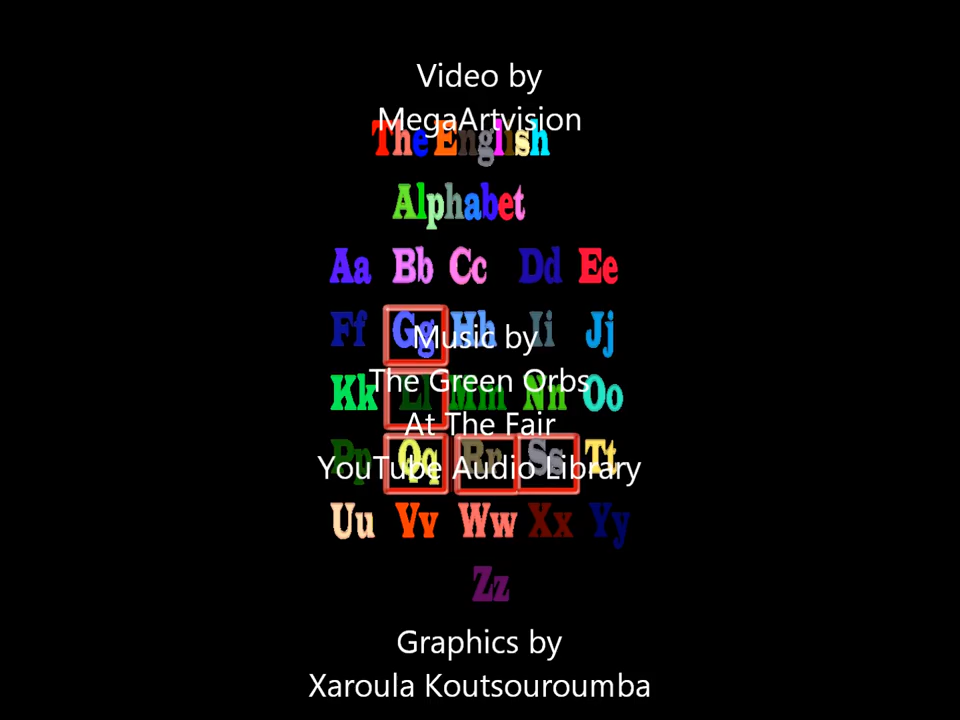 Video by
MegaArtvision
The English
Alphabet
Aa Bb Cc Dd Ee
Ff Gg Hh Ii Jj
Music by
Kk Ll Mm Nn Oo
The Green Orbs
At The Fair
Pp Qq Rr Ss Tt
YouTube Audio Library
Uu Vv Ww Xx Yy
Zz
Graphics by
Xaroula Koutsouroumba